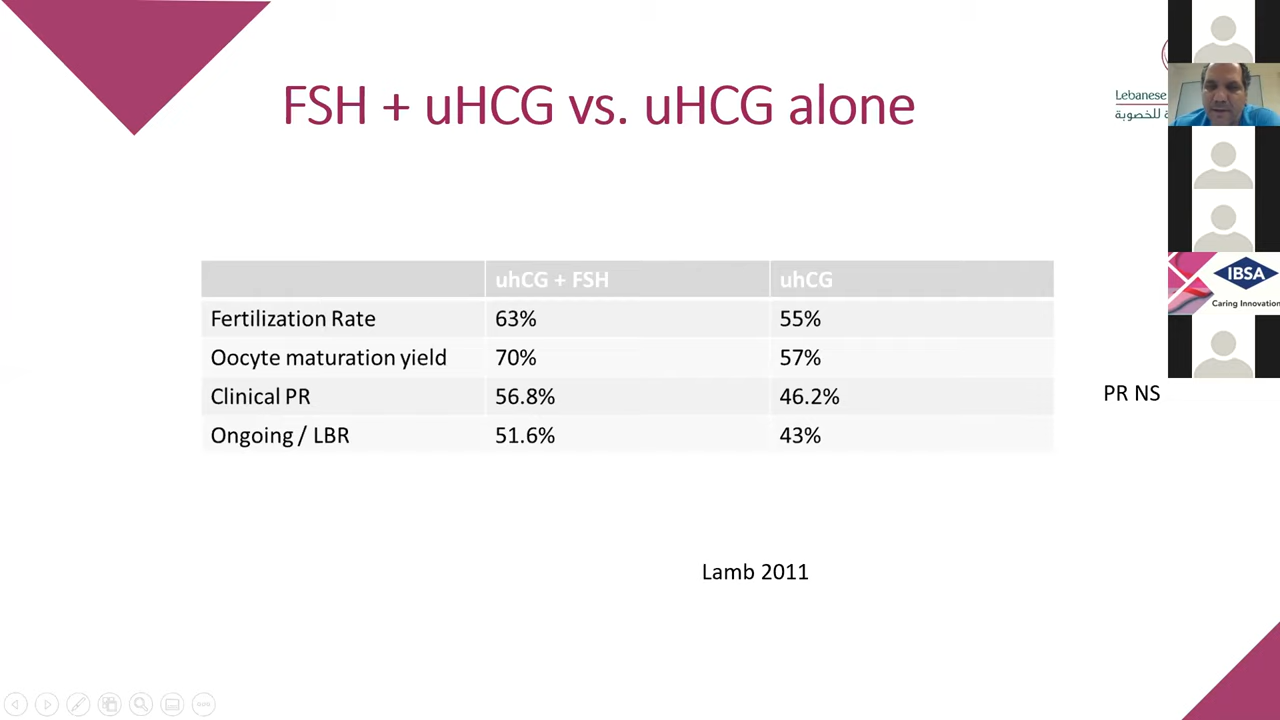 FSH + uHCG vs. uHCG alone
Lebanese
للخصوبة
IBSA
Caring Innovation
uhCG + FSH uhCG
Fertilization Rate 63% 55%
Oocyte maturation yield 70% 57%
Clinical PR 56.8% 46.2%
Ongoing / LBR 51.6% 43%
PR NS
Lamb 2011